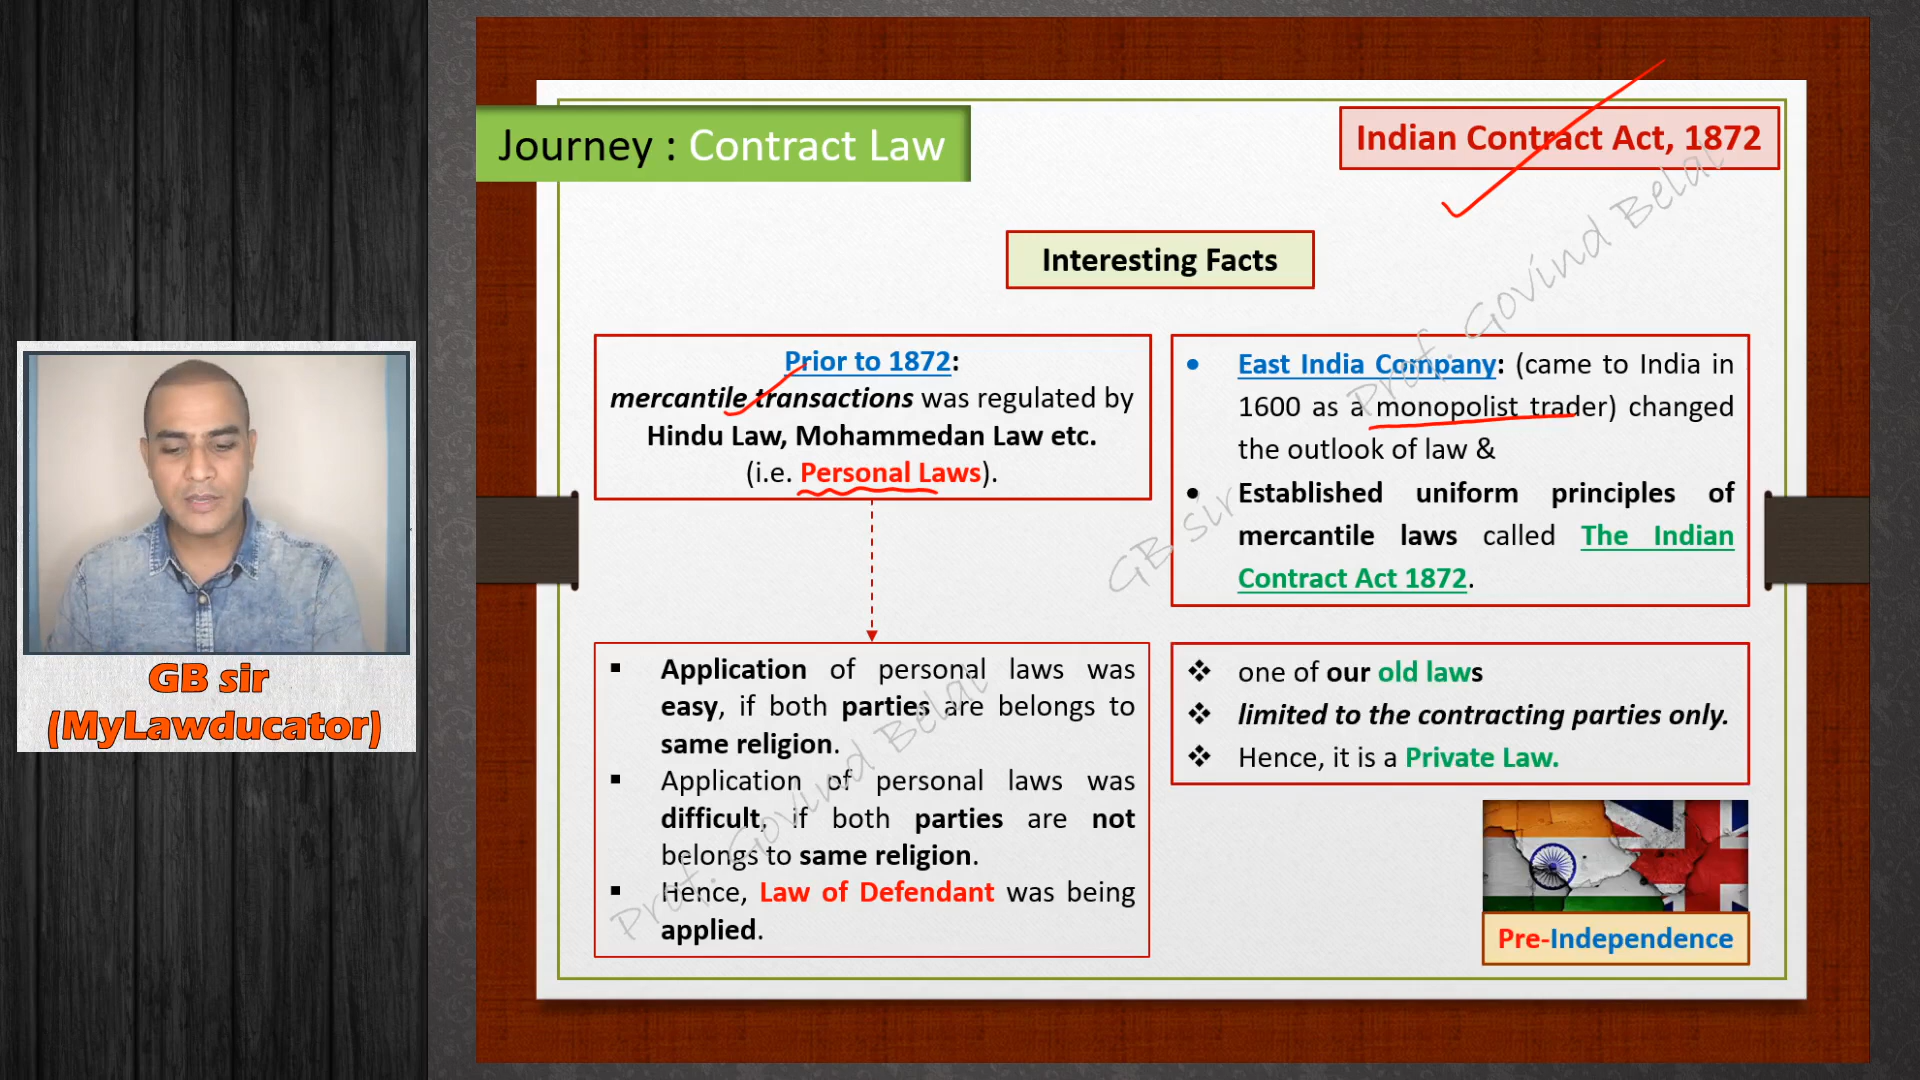 Journey : Contract Law
Indian Contract Act, 1872
Interesting Facts
Prior to 1872:
mercantile transactions was regulated by
Hindu Law, Mohammedan Law etc.
(i.e. Personal Laws).
• East India Company: (came to India in
1600 as a monopolist trader) changed
the outlook of law &
• Established uniform principles of
mercantile laws called The Indian
Contract Act 1872.
▪ Application of personal laws was
easy, if both parties are belongs to
same religion.
▪ Application of personal laws was
difficult, if both parties are not
belongs to same religion.
▪ Hence, Law of Defendant was being
applied.
❖ one of our old laws
❖ limited to the contracting parties only.
❖ Hence, it is a Private Law.
Pre-Independence
GB sir
(MyLawducator)
Prof. Govind Belal
GB sir
Prof. Govind Belal